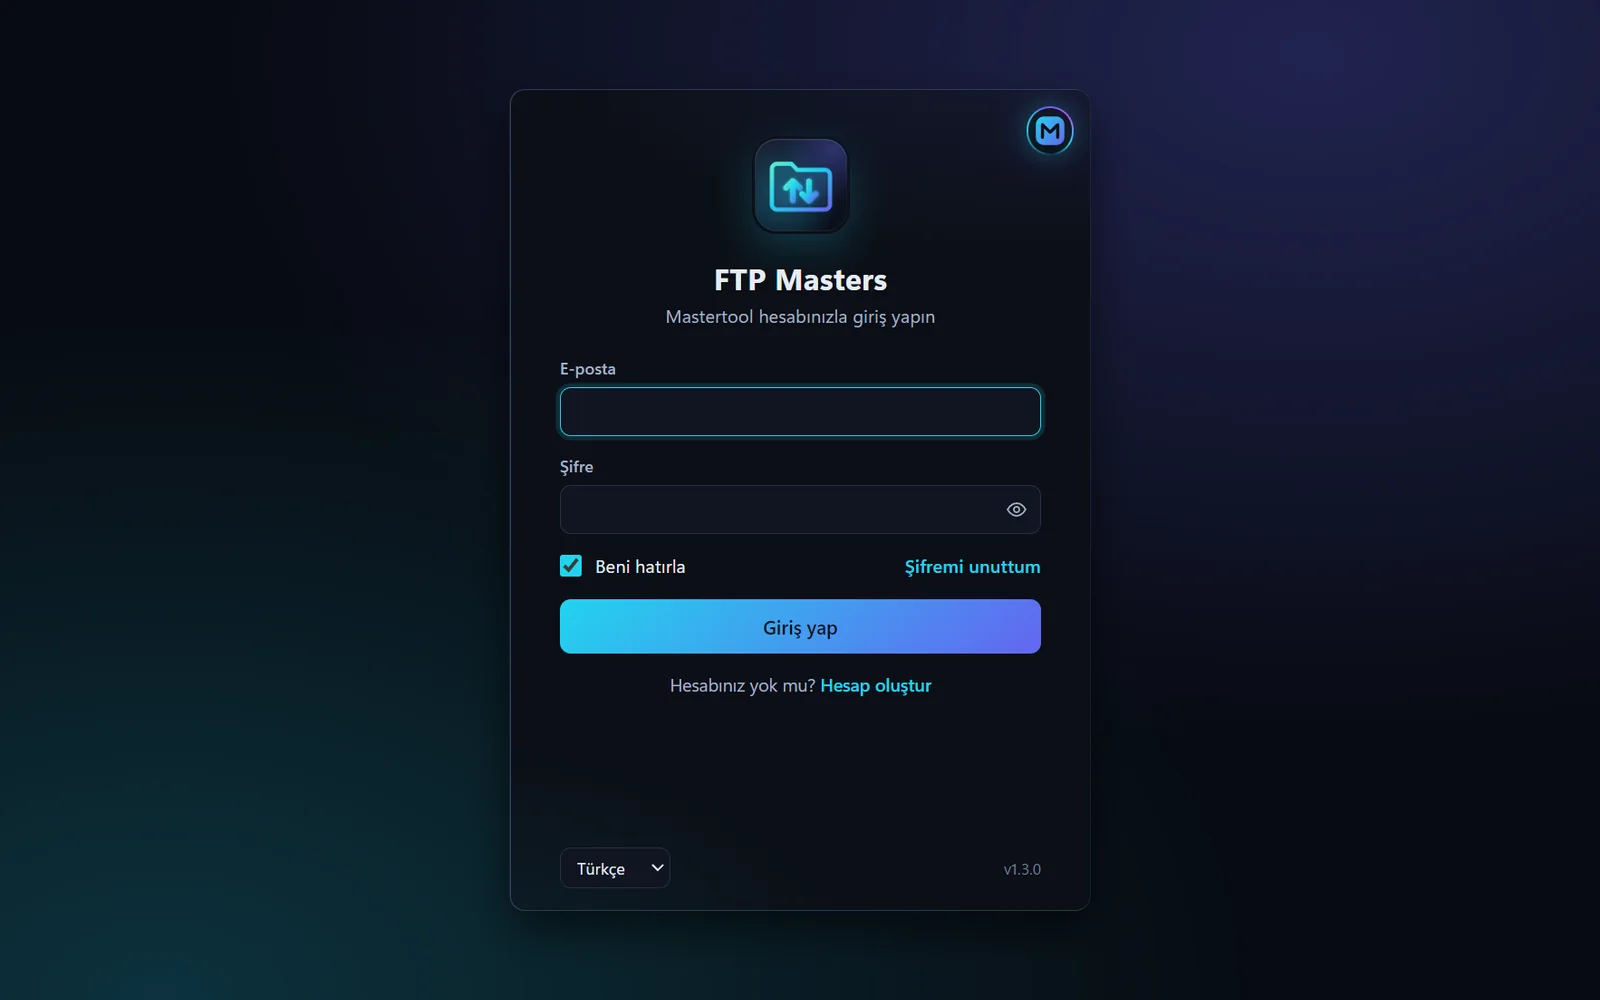 M
FTP Masters
Mastertool hesabınızla giriş yapın
E-posta
Şifre
Beni hatırla
Şifremi unuttum
Giriş yap
Hesabınız yok mu? Hesap oluştur
Türkçe
v1.3.0